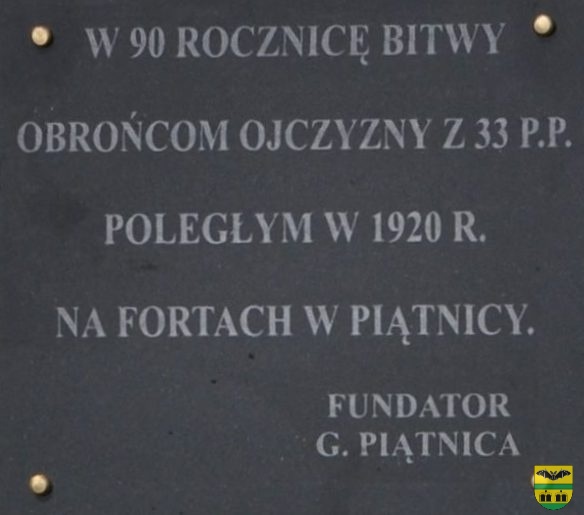 W 90 ROCZNICĘ BITWY
OBROŃCOM OJCZYZNY Z 33 P.P.
POLEGŁYM W 1920 R.
NA FORTACH W PIĄTNICY.
FUNDATOR
G. PIĄTNICA